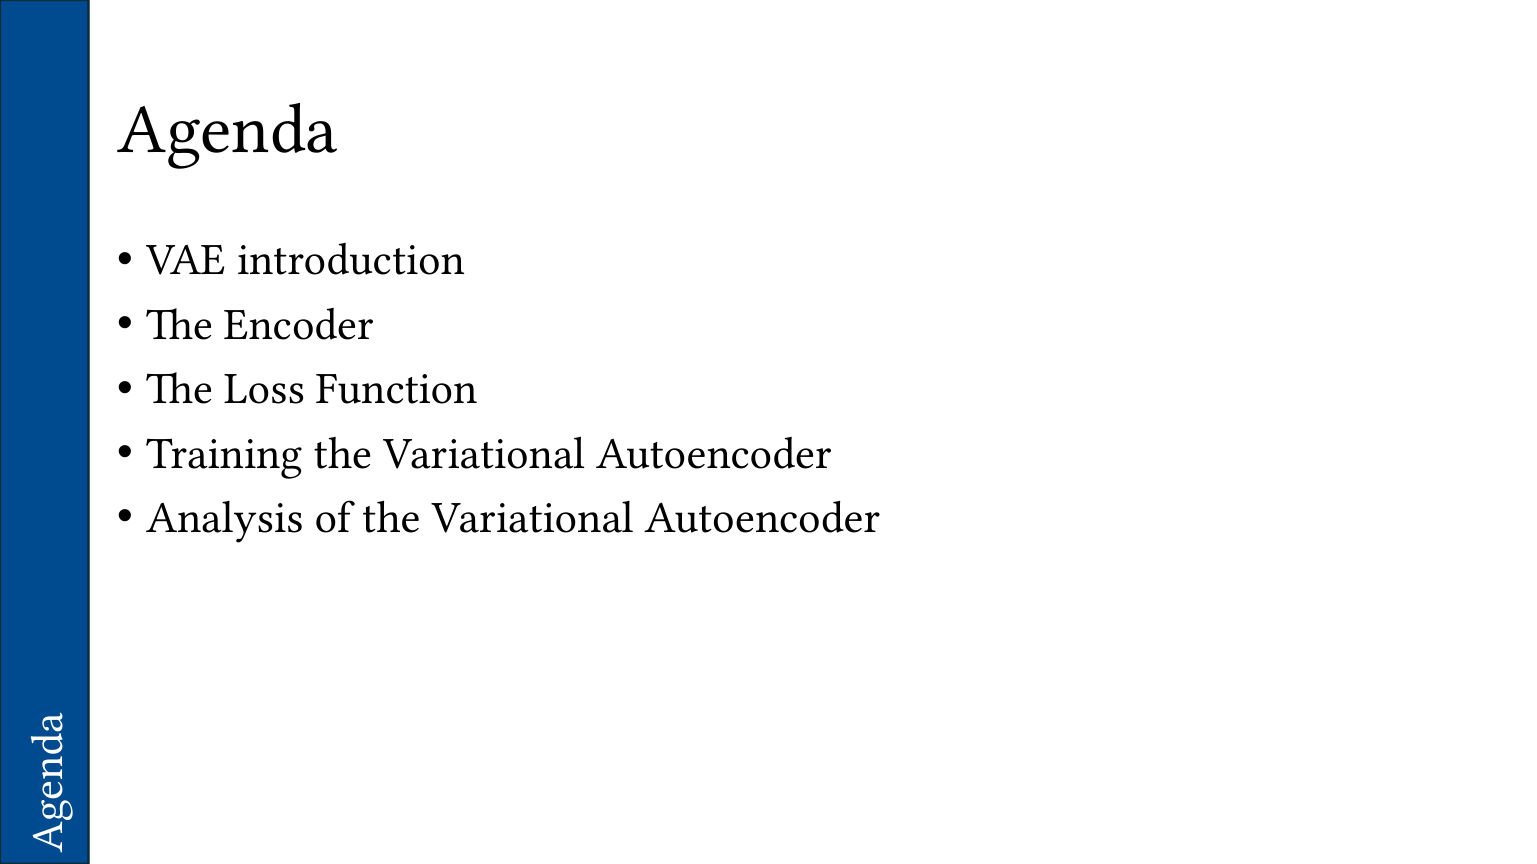 Agenda
• VAE introduction
• The Encoder
• The Loss Function
• Training the Variational Autoencoder
• Analysis of the Variational Autoencoder
Agenda